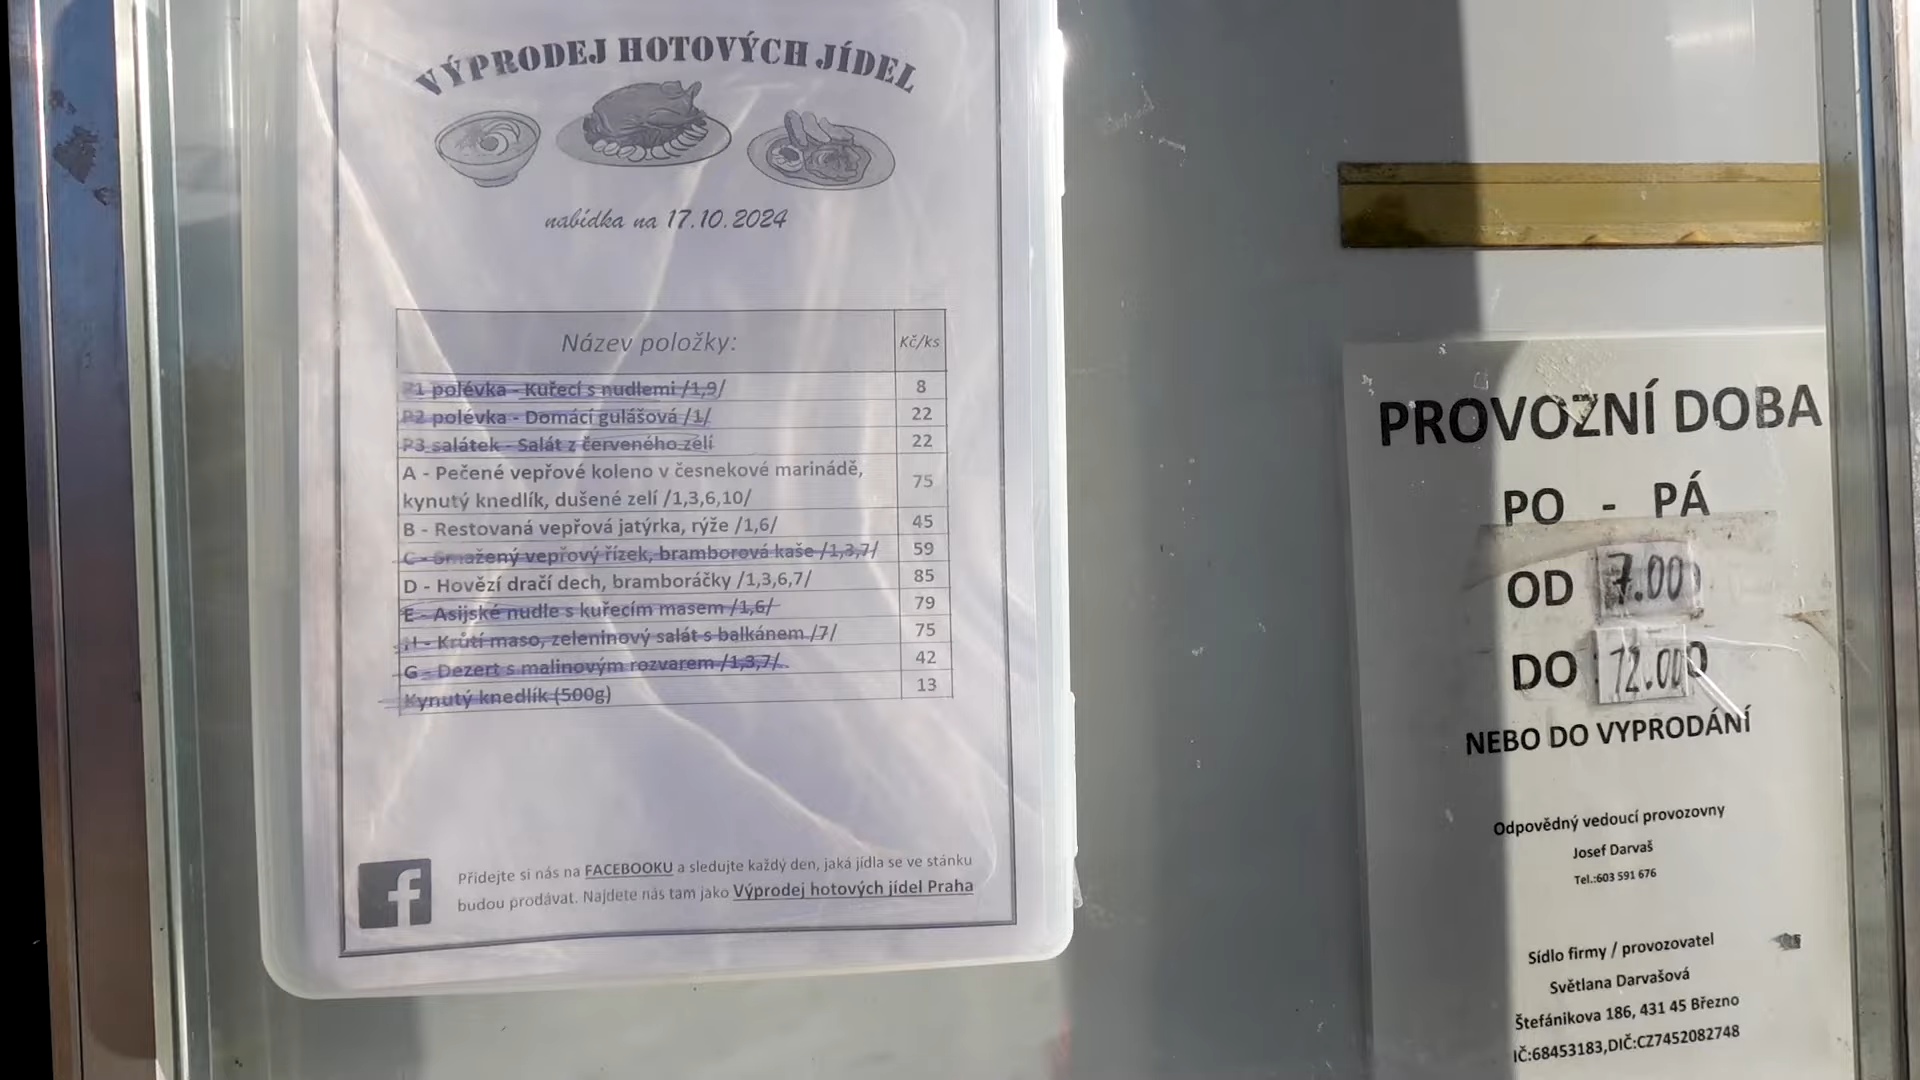 VÝPRODEJ HOTOVÝCH JÍDEL
nabídka na 17.10.2024
Název položky: Kč/ks
P1 polévka - Kuřecí s nudlemi /1,9/ 8
P2 polévka - Domácí gulášová /1/ 22
P3 salátek - Salát z červeného zelí 22
A - Pečené vepřové koleno v česnekové marinádě,
kynutý knedlík, dušené zelí /1,3,6,10/ 75
B - Restovaná vepřová jatýrka, rýže /1,6/ 45
C - Smažený vepřový řízek, bramborová kaše /1,3,7/ 59
D - Hovězí dračí dech, bramboráčky /1,3,6,7/ 85
E - Asijské nudle s kuřecím masem /1,6/ 79
H - Krůtí maso, zeleninový salát s balkánem /7/ 75
G - Dezert s malinovým rozvarem /1,3,7/ 42
Kynutý knedlík (500g) 13
Přidejte si nás na FACEBOOKU a sledujte každý den, jaká jídla se ve stánku
budou prodávat. Najdete nás tam jako Výprodej hotových jídel Praha
PROVOZNÍ DOBA
PO - PÁ
OD 7.00
DO 12.00
NEBO DO VYPRODÁNÍ
Odpovědný vedoucí provozovny
Josef Darvaš
Tel.:603 591 676
Sídlo firmy / provozovatel
Světlana Darvašová
Štefánikova 186, 431 45 Březno
IČ:68453183,DIČ:CZ7452082748